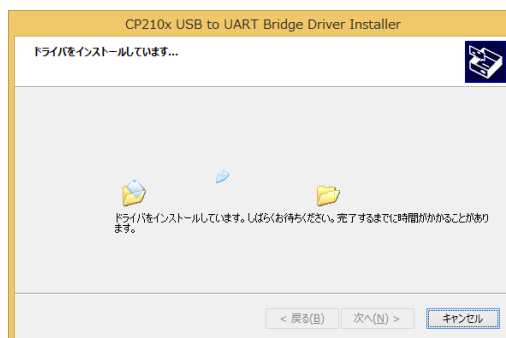 CP210x USB to UART Bridge Driver Installer
ドライバをインストールしています...
ドライバをインストールしています。しばらくお待ちください。完了するまでに時間がかかることがあり
ます。
< 戻る(B)
次へ(N) >
キャンセル